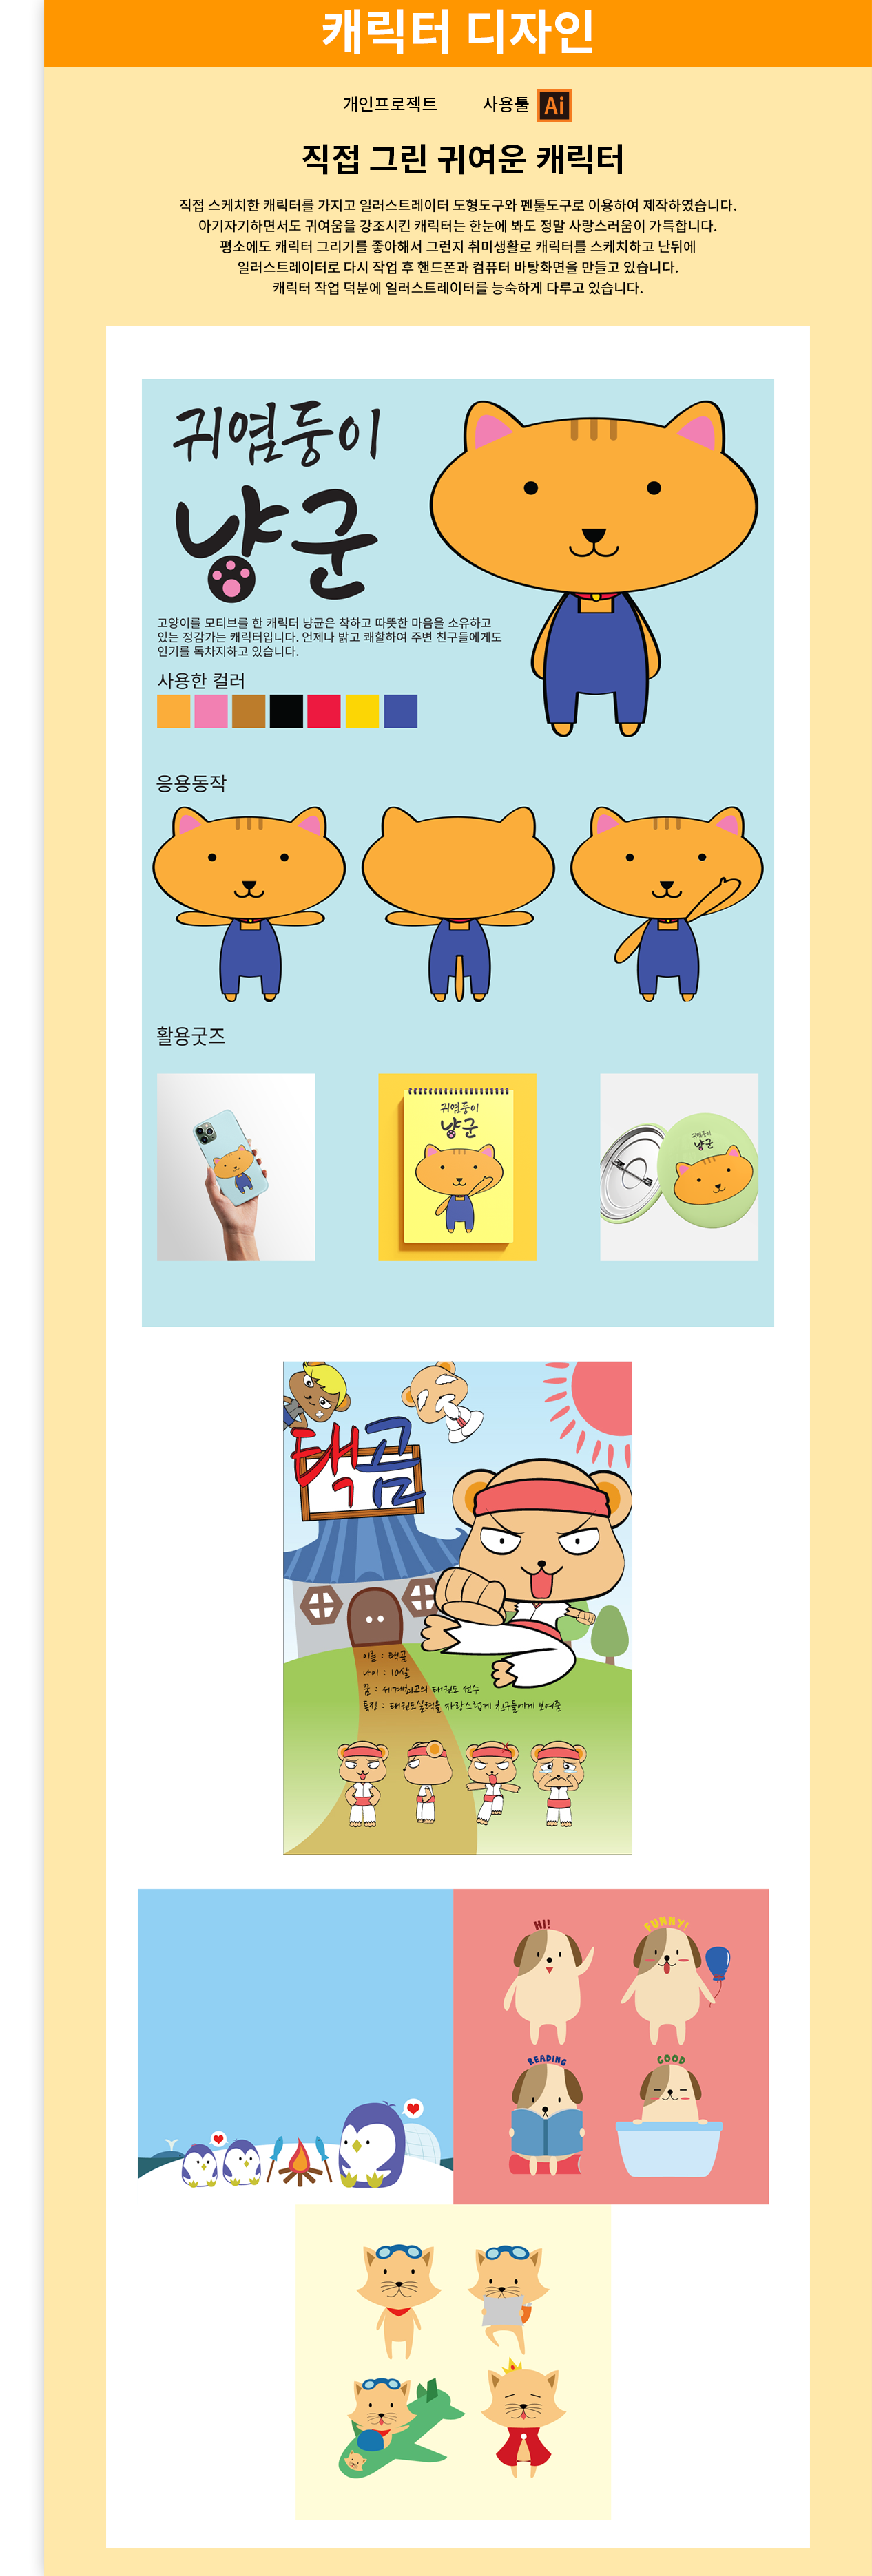 캐릭터 디자인
개인프로젝트 사용툴 Ai
직접 그린 귀여운 캐릭터
직접 스케치한 캐릭터를 가지고 일러스트레이터 도형도구와 펜툴도구로 이용하여 제작하였습니다.
아기자기하면서도 귀여움을 강조시킨 캐릭터는 한눈에 봐도 정말 사랑스러움이 가득합니다.
평소에도 캐릭터 그리기를 좋아해서 그런지 취미생활로 캐릭터를 스케치하고 난뒤에
일러스트레이터로 다시 작업 후 핸드폰과 컴퓨터 바탕화면을 만들고 있습니다.
캐릭터 작업 덕분에 일러스트레이터를 능숙하게 다루고 있습니다.
귀염둥이
냥군
고양이를 모티브를 한 캐릭터 냥균은 착하고 따뜻한 마음을 소유하고
있는 정감가는 캐릭터입니다. 언제나 밝고 쾌할하여 주변 친구들에게도
인기를 독차지하고 있습니다.
사용한 컬러
응용동작
활용굿즈
귀염둥이
냥군
귀염둥이
냥군
택곰
이름 : 택곰
나이 : 10살
꿈 : 세계최고의 태권도 선수
특징 : 태권도실력을 자랑스럽게 친구들에게 보여줌
HI!
FUNNY!
READING
GOOD